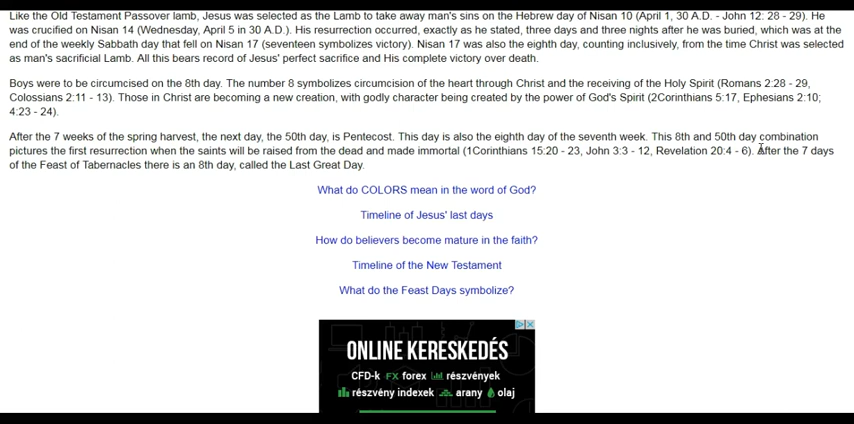 Like the Old Testament Passover lamb, Jesus was selected as the Lamb to take away man's sins on the Hebrew day of Nisan 10 (April 1, 30 A.D. - John 12: 28 - 29). He
was crucified on Nisan 14 (Wednesday, April 5 in 30 A.D.). His resurrection occurred, exactly as he stated, three days and three nights after he was buried, which was at the
end of the weekly Sabbath day that fell on Nisan 17 (seventeen symbolizes victory). Nisan 17 was also the eighth day, counting inclusively, from the time Christ was selected
as man's sacrificial Lamb. All this bears record of Jesus' perfect sacrifice and His complete victory over death.
Boys were to be circumcised on the 8th day. The number 8 symbolizes circumcision of the heart through Christ and the receiving of the Holy Spirit (Romans 2:28 - 29,
Colossians 2:11 - 13). Those in Christ are becoming a new creation, with godly character being created by the power of God's Spirit (2Corinthians 5:17, Ephesians 2:10;
4:23 - 24).
After the 7 weeks of the spring harvest, the next day, the 50th day, is Pentecost. This day is also the eighth day of the seventh week. This 8th and 50th day combination
pictures the first resurrection when the saints will be raised from the dead and made immortal (1Corinthians 15:20 - 23, John 3:3 - 12, Revelation 20:4 - 6). After the 7 days
of the Feast of Tabernacles there is an 8th day, called the Last Great Day.
What do COLORS mean in the word of God?
Timeline of Jesus' last days
How do believers become mature in the faith?
Timeline of the New Testament
What do the Feast Days symbolize?
ONLINE KERESKEDÉS
CFD-k FX forex részvények
részvény indexek arany olaj